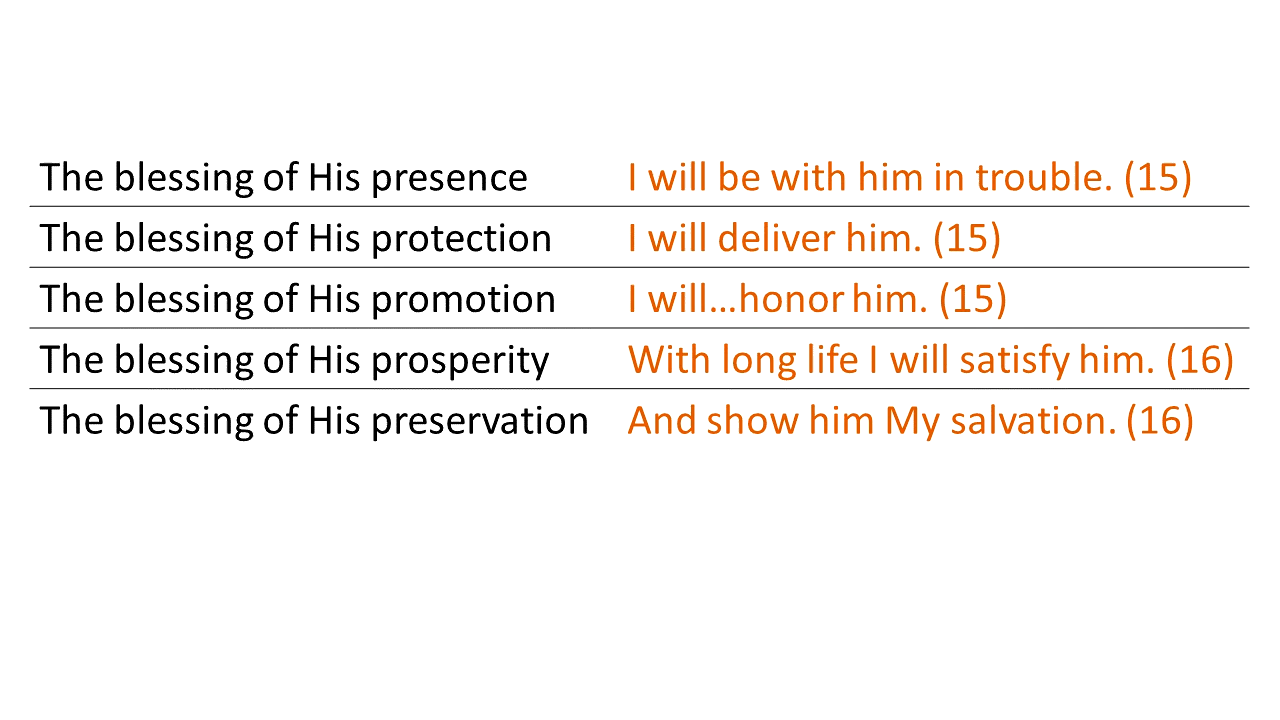 The blessing of His presence I will be with him in trouble. (15)
The blessing of His protection I will deliver him. (15)
The blessing of His promotion I will...honor him. (15)
The blessing of His prosperity With long life I will satisfy him. (16)
The blessing of His preservation And show him My salvation. (16)